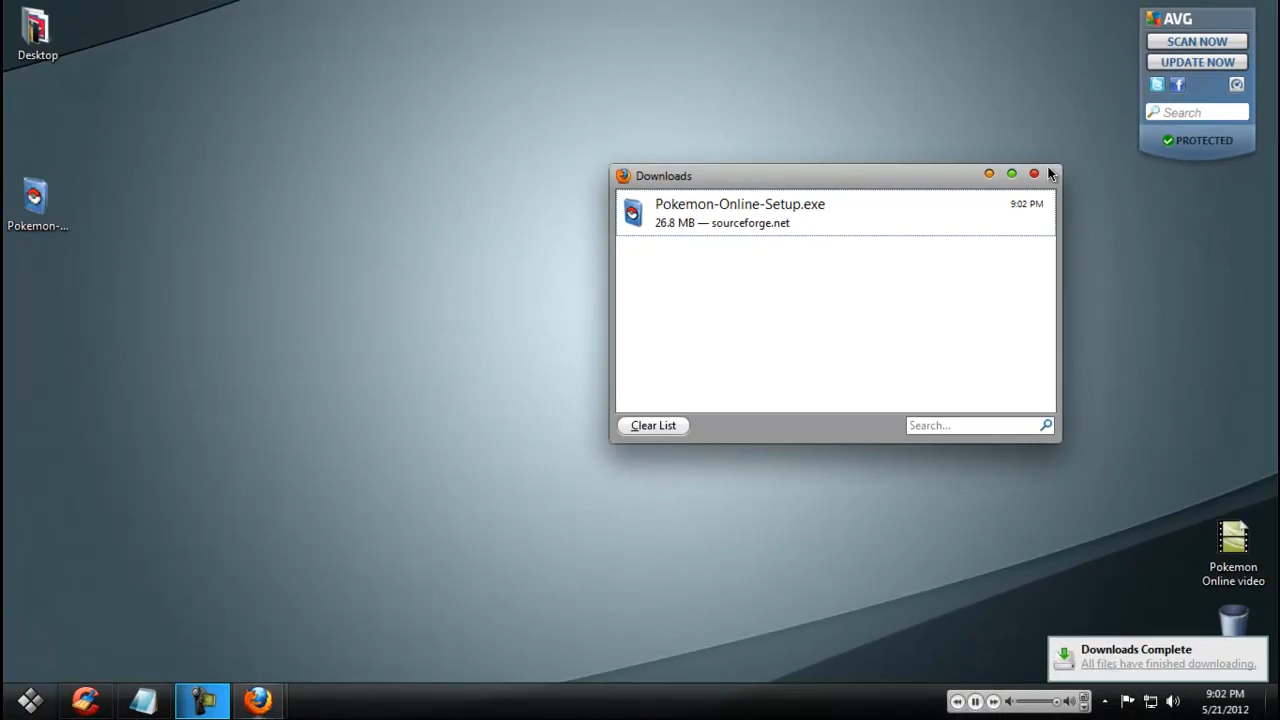 Desktop
Pokemon-...
AVG
SCAN NOW
UPDATE NOW
Search
PROTECTED
Downloads
Pokemon-Online-Setup.exe
9:02 PM
26.8 MB — sourceforge.net
Clear List
Search...
Pokemon
Online video
Downloads Complete
All files have finished downloading.
9:02 PM
5/21/2012